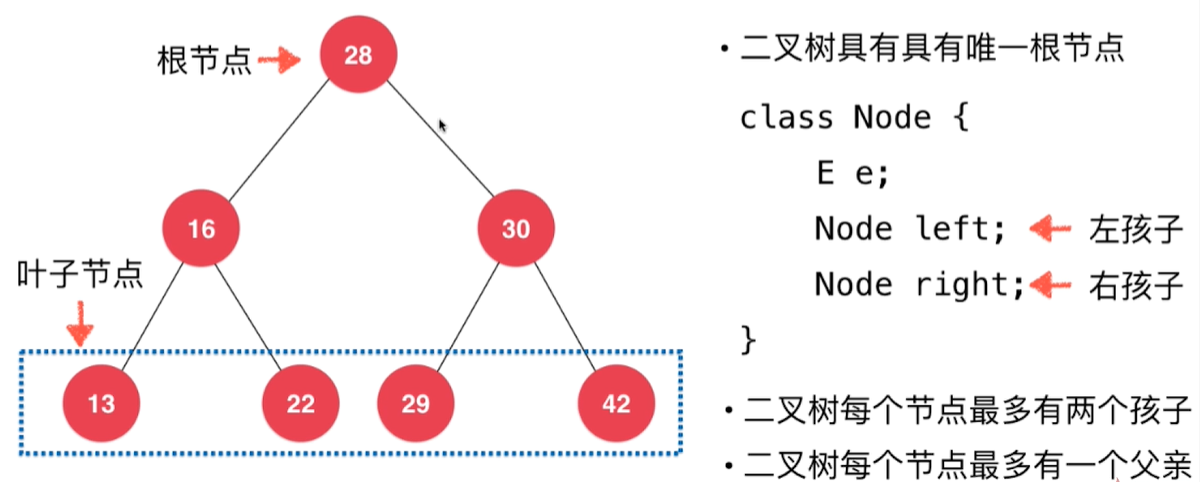 根节点
28
16
30
叶子节点
13
22
29
42
• 二叉树具有具有唯一根节点
class Node {
E e;
Node left; 左孩子
Node right; 右孩子
}
• 二叉树每个节点最多有两个孩子
• 二叉树每个节点最多有一个父亲